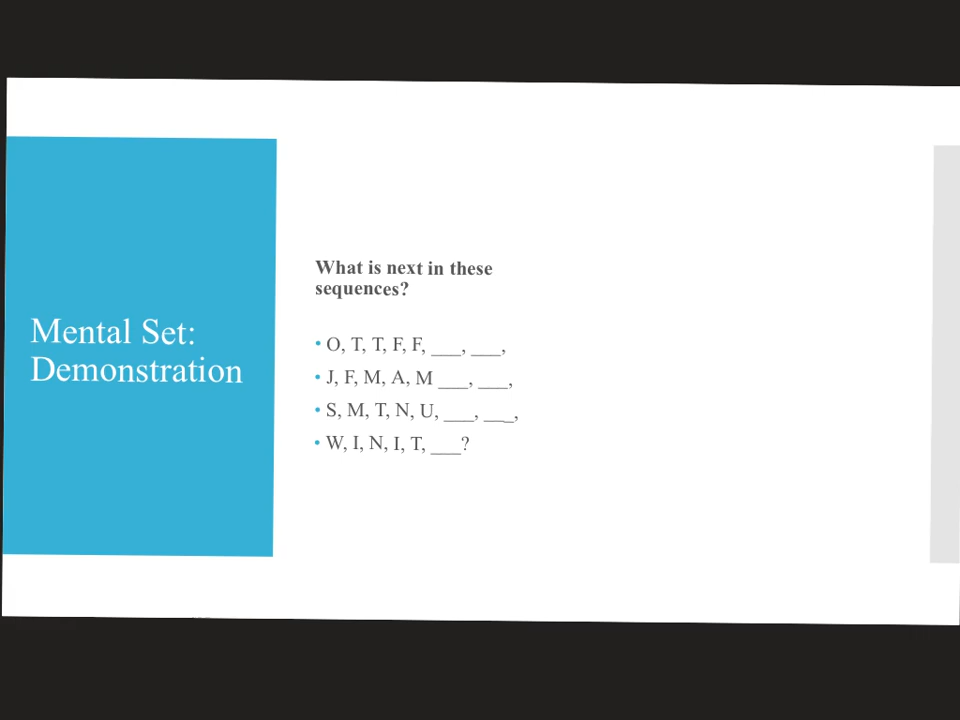 Mental Set:
Demonstration
What is next in these
sequences?
• O, T, T, F, F, ___, ___,
• J, F, M, A, M ___, ___,
• S, M, T, N, U, ___, ___,
• W, I, N, I, T, ___?